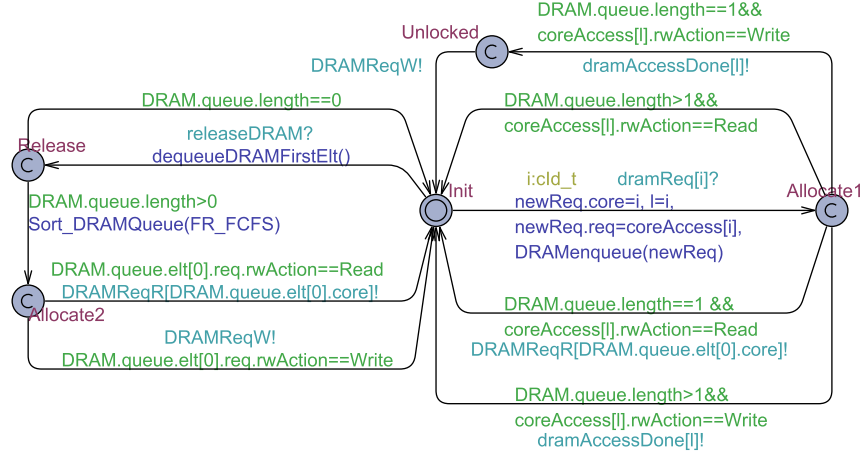 DRAM.queue.length==1&&
Unlocked
coreAccess[l].rwAction==Write
C
DRAMReqW!
dramAccessDone[l]!
DRAM.queue.length==0
DRAM.queue.length>1&&
coreAccess[l].rwAction==Read
releaseDRAM?
Release
dequeueDRAMFirstElt()
C
i:cId_t
dramReq[i]?
Init
Allocate1
DRAM.queue.length>0
newReq.core=i, l=i,
C
Sort_DRAMQueue(FR_FCFS)
newReq.req=coreAccess[i],
DRAMenqueue(newReq)
DRAM.queue.elt[0].req.rwAction==Read
DRAMReqR[DRAM.queue.elt[0].core]!
C
Allocate2
DRAM.queue.length==1 &&
coreAccess[l].rwAction==Read
DRAMReqR[DRAM.queue.elt[0].core]!
DRAMReqW!
DRAM.queue.elt[0].req.rwAction==Write
DRAM.queue.length>1&&
coreAccess[l].rwAction==Write
dramAccessDone[l]!